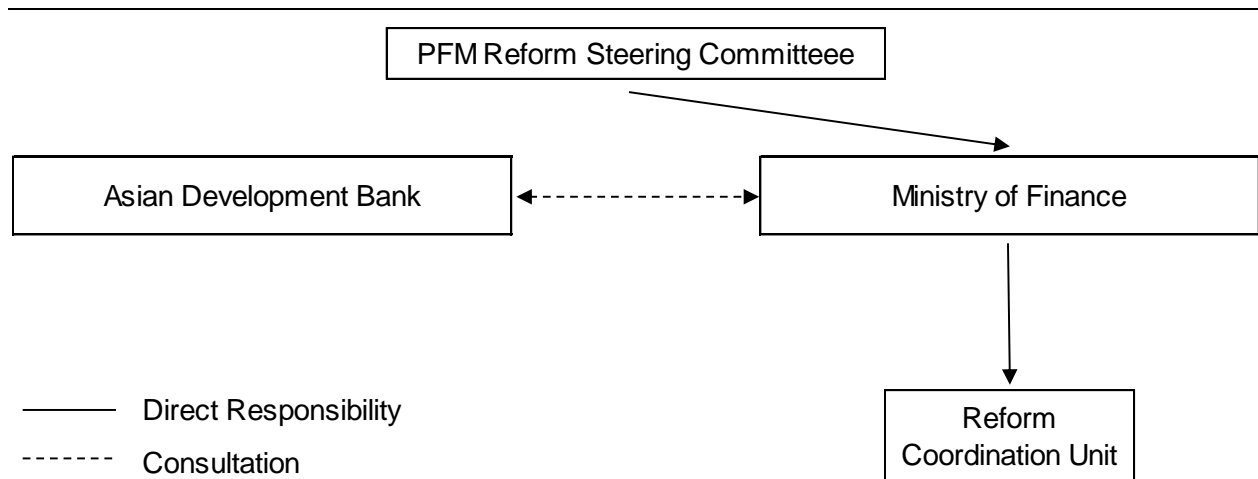 PFM Reform Steering Committeee
Asian Development Bank
Ministry of Finance
Direct Responsibility
Consultation
Reform
Coordination Unit